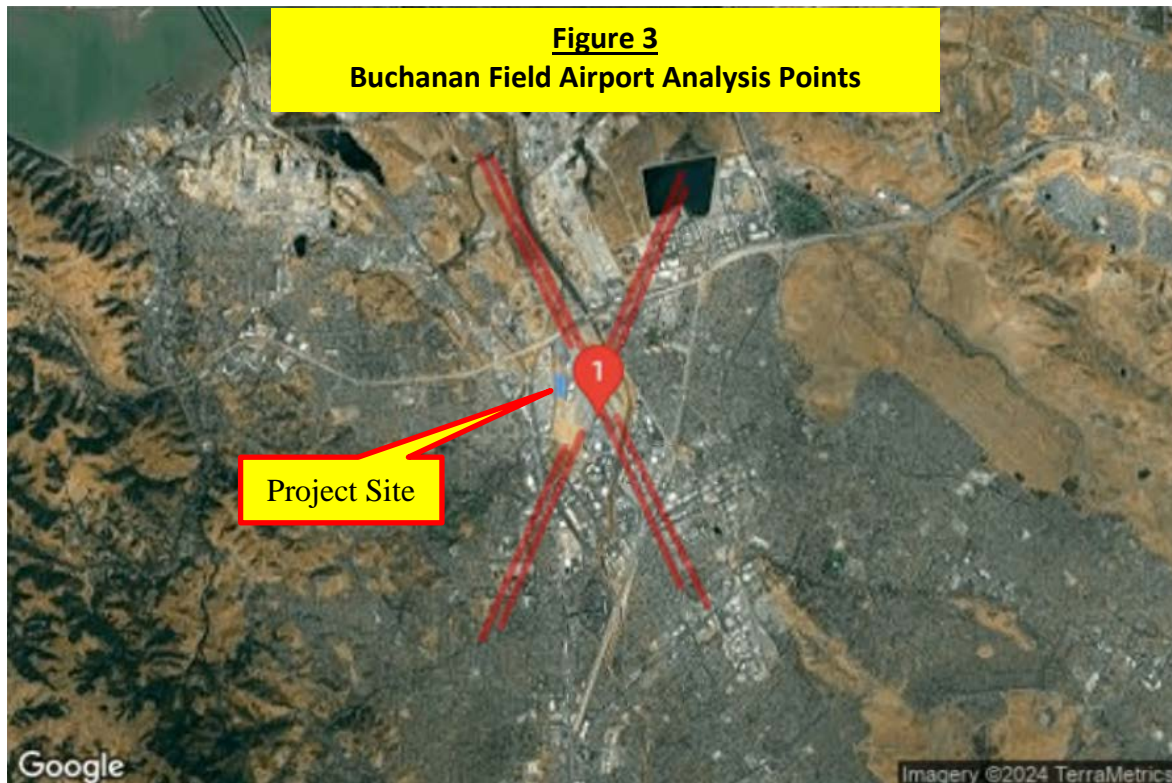 Figure 3
Buchanan Field Airport Analysis Points
1
Project Site
Google
Imagery ©2024 TerraMetrics